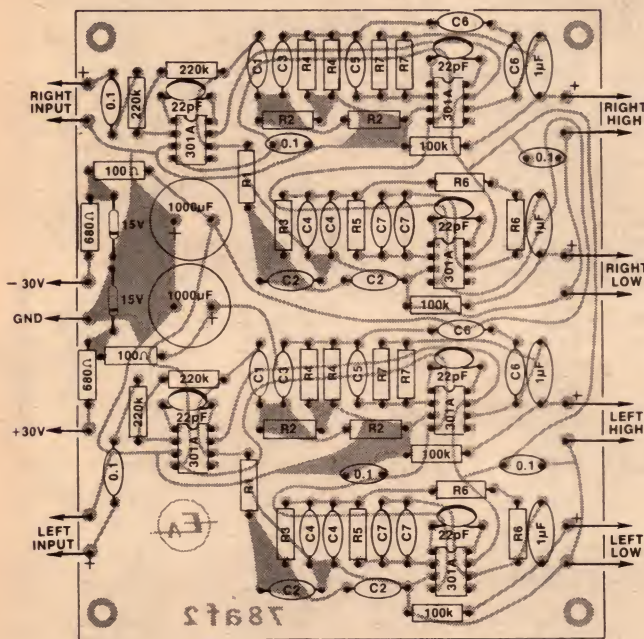 C6
220k
C1
C3
R4
R4
C5
R7
R7
22pF
C6
1µF
+
+
RIGHT
INPUT
0.1
220k
22pF
301A
301A
RIGHT
HIGH
R2
R2
0.1
100k
0.1
100Ω
R1
R6
680Ω
15V
1000µF
+
R3
C4
C4
R5
C7
C7
22pF
301A
R6
1µF
+
RIGHT
LOW
– 30V
C2
C2
100k
GND
15V
1000µF
+
C6
680Ω
100Ω
220k
C1
C3
R4
R4
C5
R7
R7
22pF
C6
1µF
+30V
220k
22pF
301A
301A
+
LEFT
HIGH
R2
R2
100k
0.1
R1
0.1
0.1
R6
LEFT
INPUT
+
EA
R3
C4
C4
R5
C7
C7
22pF
301A
R6
1µF
+
LEFT
LOW
C2
C2
100k
78af2